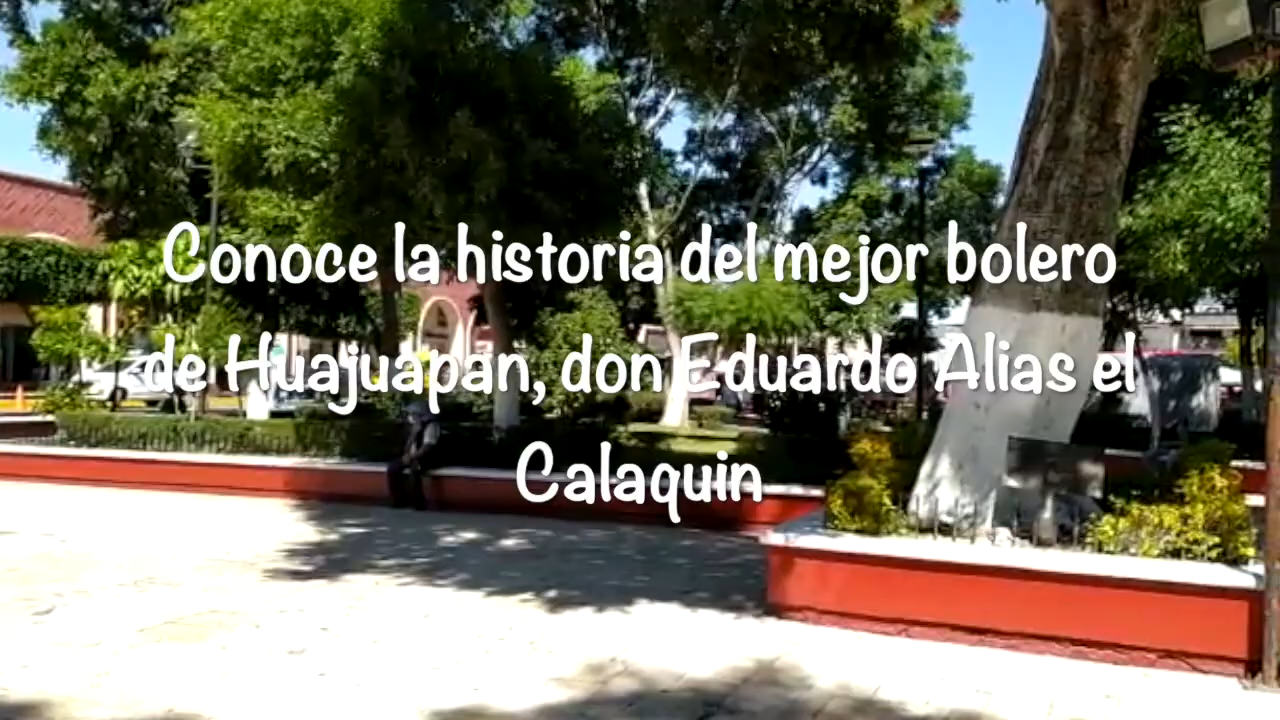 Conoce la historia del mejor bolero
de Huajuapan, don Eduardo Alias el
Calaquin